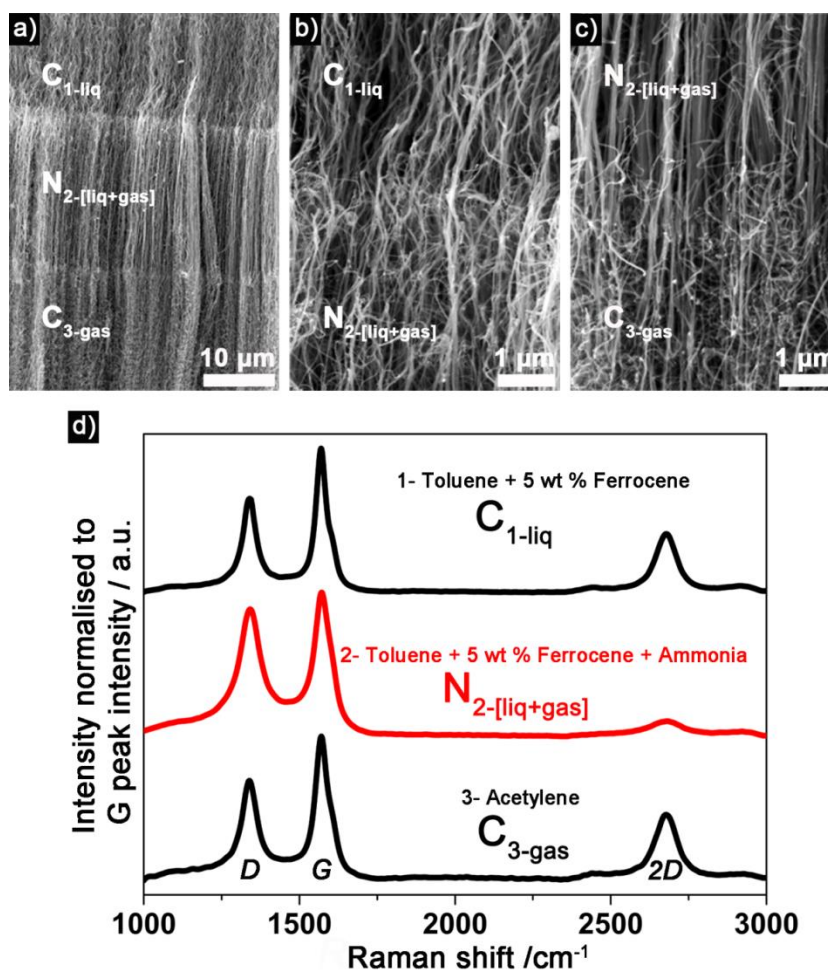 a)
C1-liq
N2-[liq+gas]
C3-gas
10 µm
b)
C1-liq
N2-[liq+gas]
1 µm
c)
N2-[liq+gas]
C3-gas
1 µm
d)
Intensity normalised to
G peak intensity / a.u.
1- Toluene + 5 wt % Ferrocene
C1-liq
2- Toluene + 5 wt % Ferrocene + Ammonia
N2-[liq+gas]
3- Acetylene
C3-gas
D G 2D
1000 1500 2000 2500 3000
Raman shift /cm-1